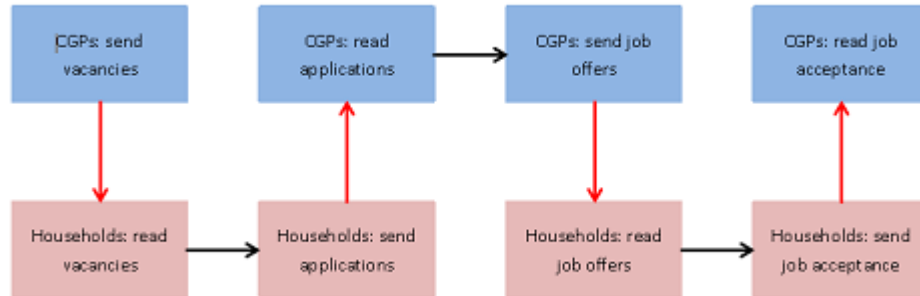 CGPs: send
vacancies
CGPs: read
applications
CGPs: send job
offers
CGPs: read job
acceptance
Households: read
vacancies
Households: send
applications
Households: read
job offers
Households: send
job acceptance